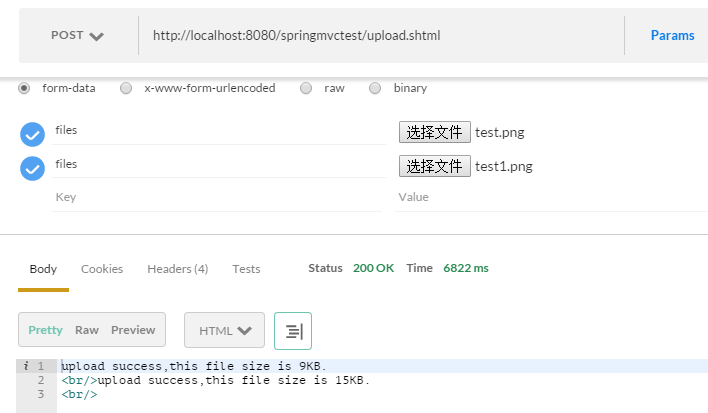 POST http://localhost:8080/springmvctest/upload.shtml Params
form-data x-www-form-urlencoded raw binary
files 选择文件 test.png
files 选择文件 test1.png
Key Value
Body Cookies Headers (4) Tests Status 200 OK Time 6822 ms
Pretty Raw Preview HTML
i 1 upload success,this file size is 9KB.
2 <br/>upload success,this file size is 15KB.
3 <br/>